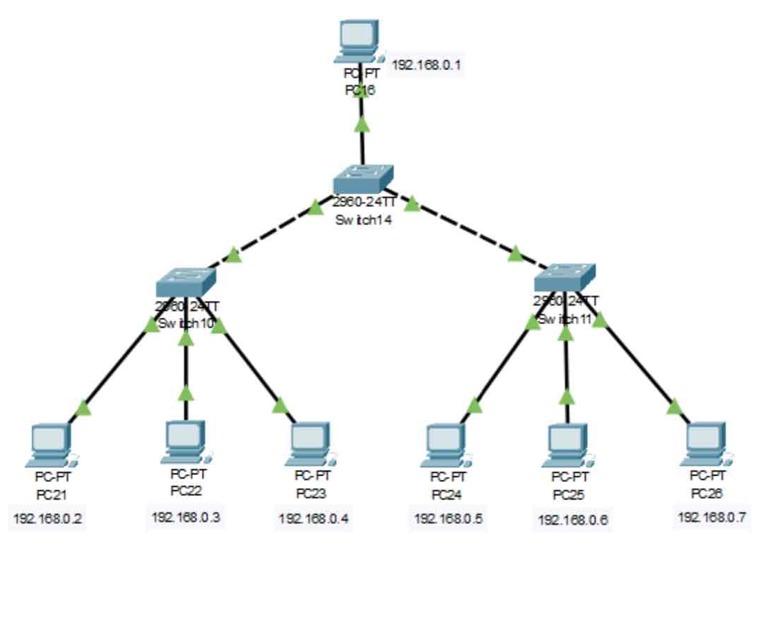 PC-PT
PC16
192.168.0.1
2960-24TT
Switch14
2960-24TT
Switch10
2960-24TT
Switch11
PC-PT
PC21
192.168.0.2
PC-PT
PC22
192.168.0.3
PC-PT
PC23
192.168.0.4
PC-PT
PC24
192.168.0.5
PC-PT
PC25
192.168.0.6
PC-PT
PC26
192.168.0.7